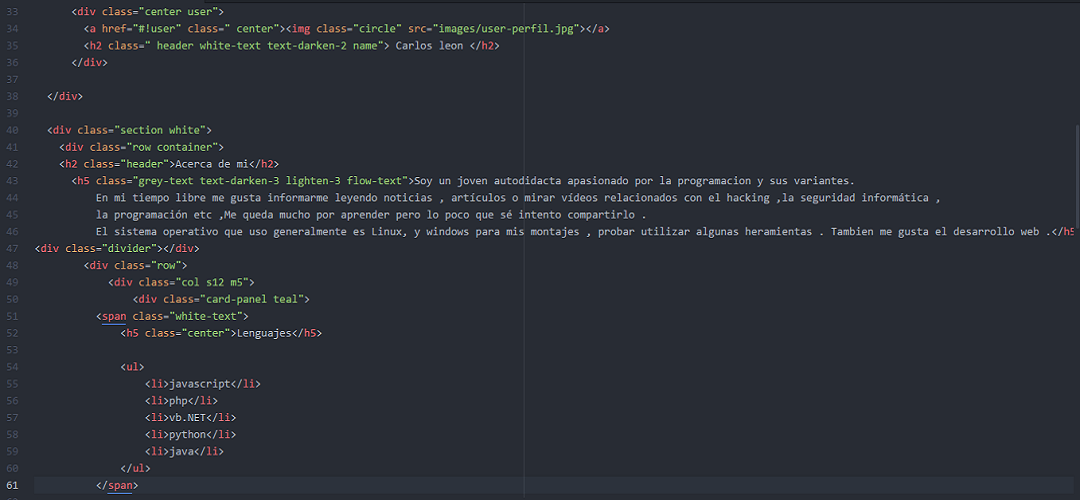 33 <div class="center user">
34 <a href="#!user" class=" center"><img class="circle" src="images/user-perfil.jpg"></a>
35 <h2 class=" header white-text text-darken-2 name"> Carlos leon </h2>
36 </div>
37
38 </div>
39
40 <div class="section white">
41 <div class="row container">
42 <h2 class="header">Acerca de mi</h2>
43 <h5 class="grey-text text-darken-3 lighten-3 flow-text">Soy un joven autodidacta apasionado por la programacion y sus variantes.
44 En mi tiempo libre me gusta informarme leyendo noticias , artículos o mirar vídeos relacionados con el hacking ,la seguridad informática ,
45 la programación etc ,Me queda mucho por aprender pero lo poco que sé intento compartirlo .
46 El sistema operativo que uso generalmente es Linux, y windows para mis montajes , probar utilizar algunas heramientas . Tambien me gusta el desarrollo web .</h5
47 <div class="divider"></div>
48 <div class="row">
49 <div class="col s12 m5">
50 <div class="card-panel teal">
51 <span class="white-text">
52 <h5 class="center">Lenguajes</h5>
53
54 <ul>
55 <li>javascript</li>
56 <li>php</li>
57 <li>vb.NET</li>
58 <li>python</li>
59 <li>java</li>
60 </ul>
61 </span>